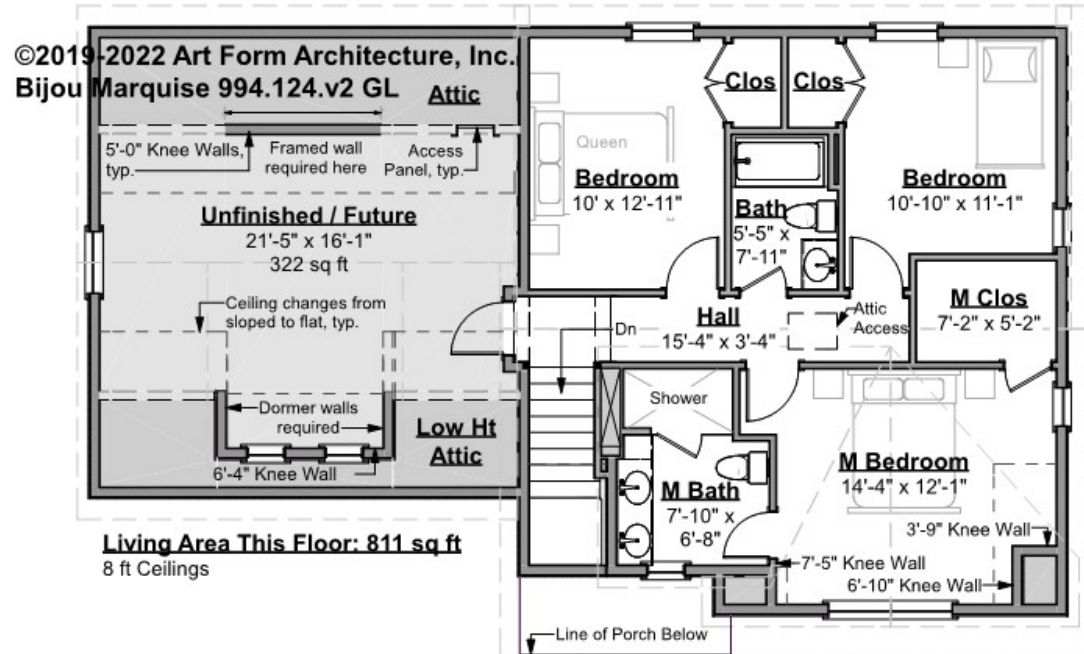 ©2019-2022 Art Form Architecture, Inc.
Bijou Marquise 994.124.v2 GL
Attic
5'-0" Knee Walls,
typ.
Framed wall
required here
Access
Panel, typ.
Unfinished / Future
21'-5" x 16'-1"
322 sq ft
Ceiling changes from
sloped to flat, typ.
Dormer walls
required
6'-4" Knee Wall
Low Ht
Attic
Living Area This Floor: 811 sq ft
8 ft Ceilings
Queen
Bedroom
10' x 12'-11"
Clos
Clos
Bath
5'-5" x
7'-11"
Bedroom
10'-10" x 11'-1"
M Clos
7'-2" x 5'-2"
Dn
Hall
15'-4" x 3'-4"
Attic
Access
Shower
M Bath
7'-10" x
6'-8"
M Bedroom
14'-4" x 12'-1"
3'-9" Knee Wall
7'-5" Knee Wall
6'-10" Knee Wall
Line of Porch Below